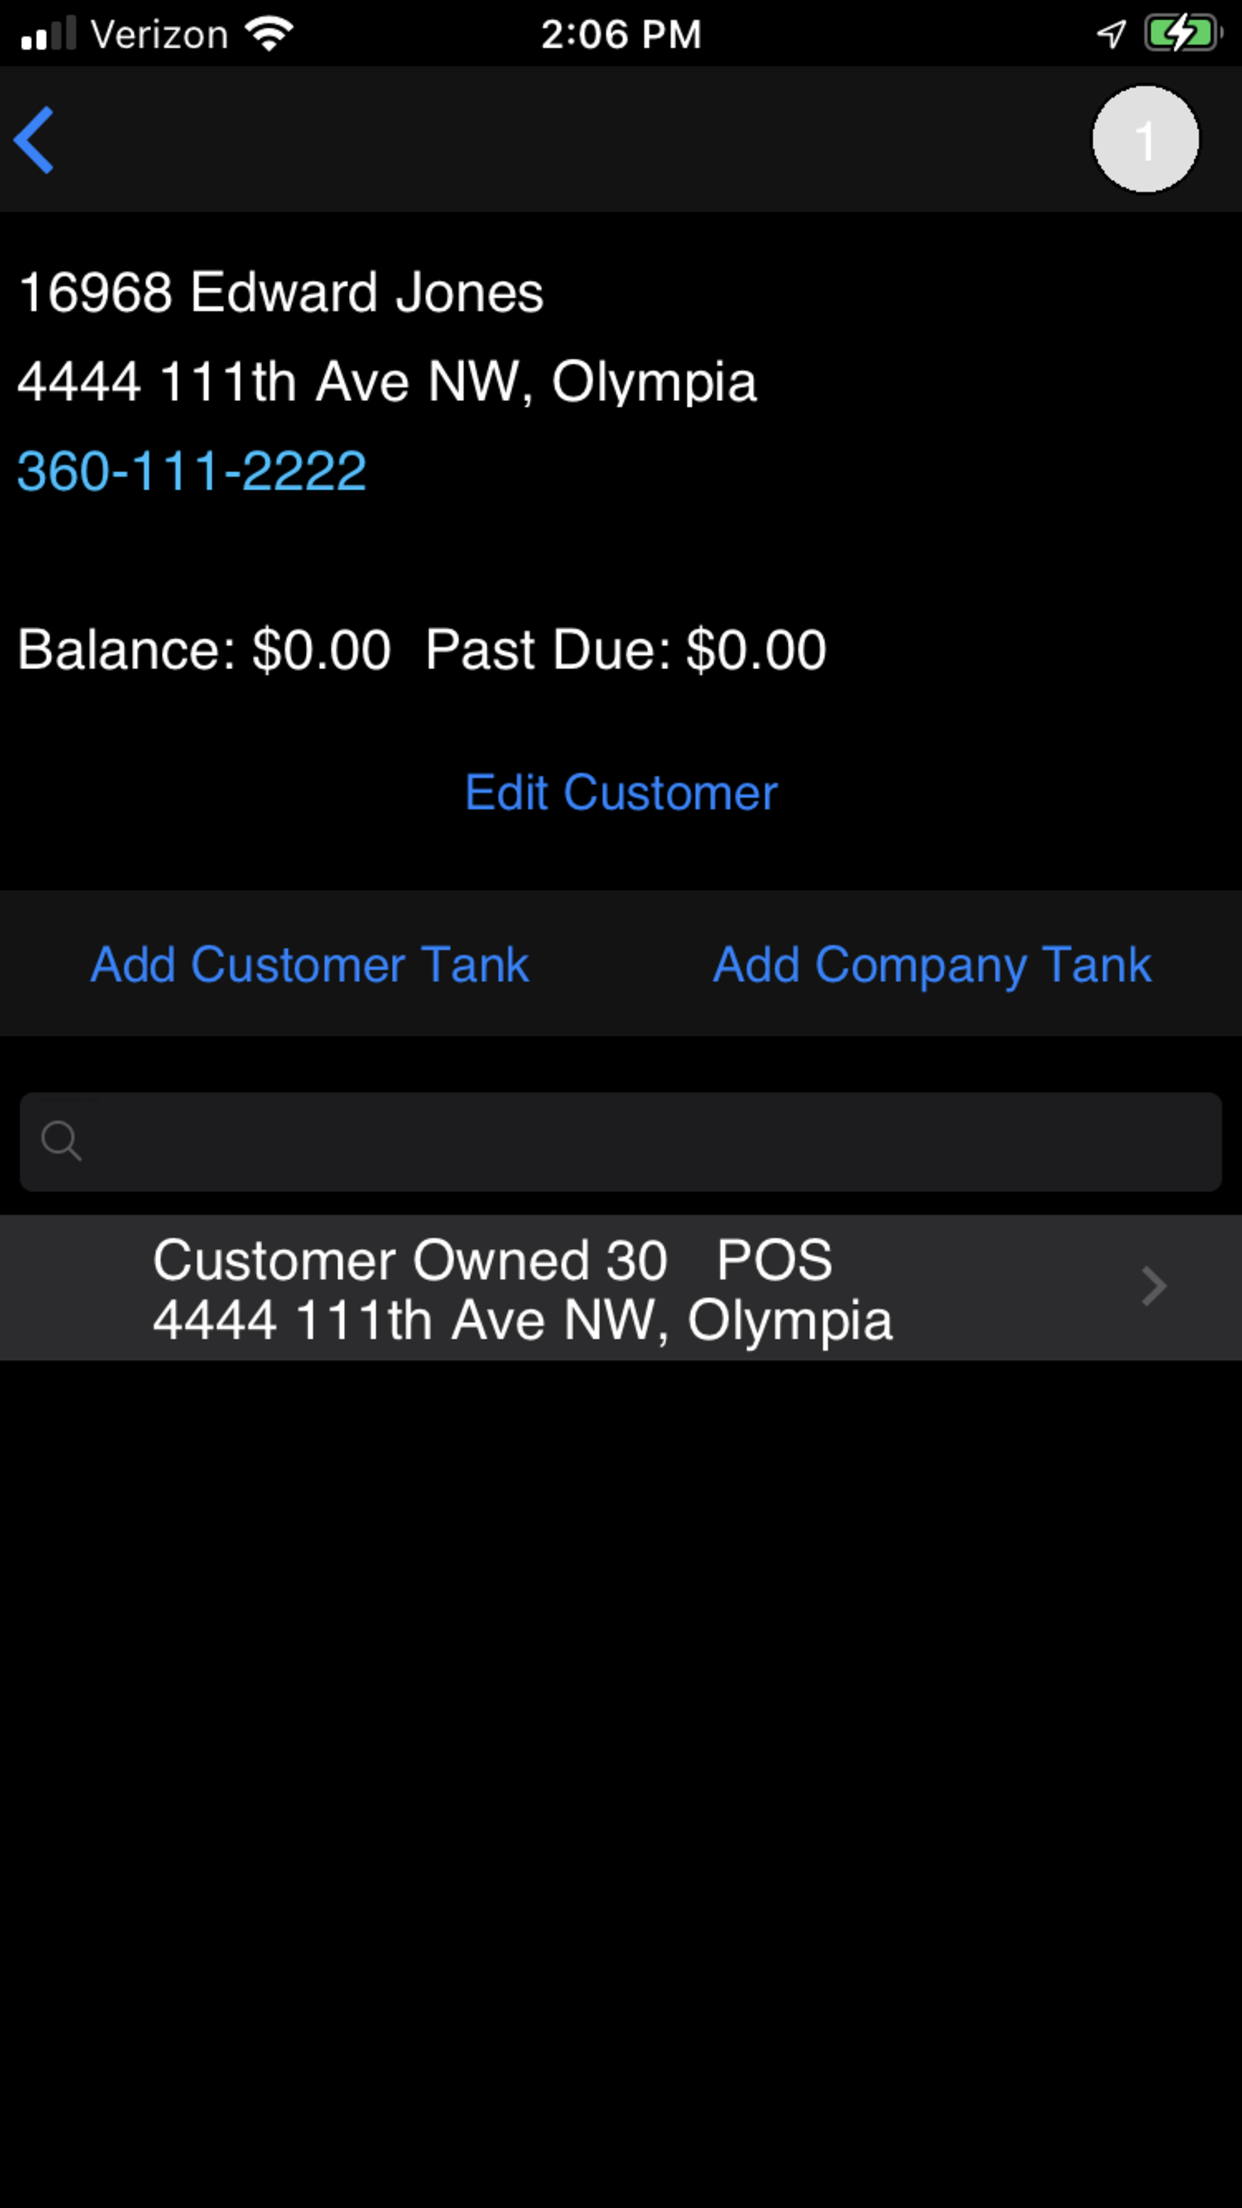 Verizon 2:06 PM
1
16968 Edward Jones
4444 111th Ave NW, Olympia
360-111-2222
Balance: $0.00 Past Due: $0.00
Edit Customer
Add Customer Tank Add Company Tank
Customer Owned 30 POS
4444 111th Ave NW, Olympia